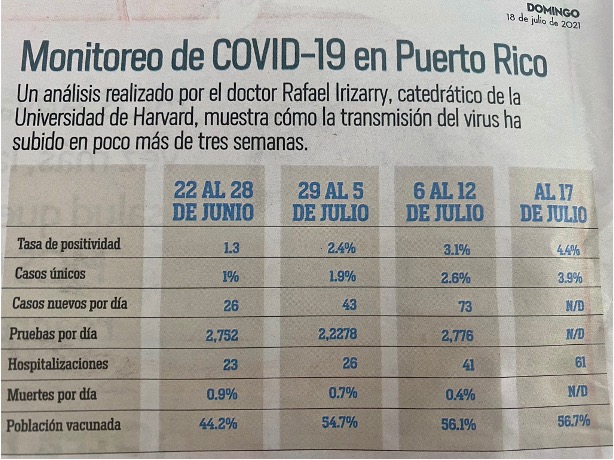 DOMINGO
18 de julio de 2021
Monitoreo de COVID-19 en Puerto Rico
Un análisis realizado por el doctor Rafael Irizarry, catedrático de la
Universidad de Harvard, muestra cómo la transmisión del virus ha
subido en poco más de tres semanas.
22 AL 28 29 AL 5 6 AL 12 AL 17
DE JUNIO DE JULIO DE JULIO DE JULIO
Tasa de positividad 1.3 2.4% 3.1% 4.4%
Casos únicos 1% 1.9% 2.6% 3.9%
Casos nuevos por día 26 43 73 N/D
Pruebas por día 2,752 2,2278 2,776 N/D
Hospitalizaciones 23 26 41 61
Muertes por día 0.9% 0.7% 0.4% N/D
Población vacunada 44.2% 54.7% 56.1% 56.7%